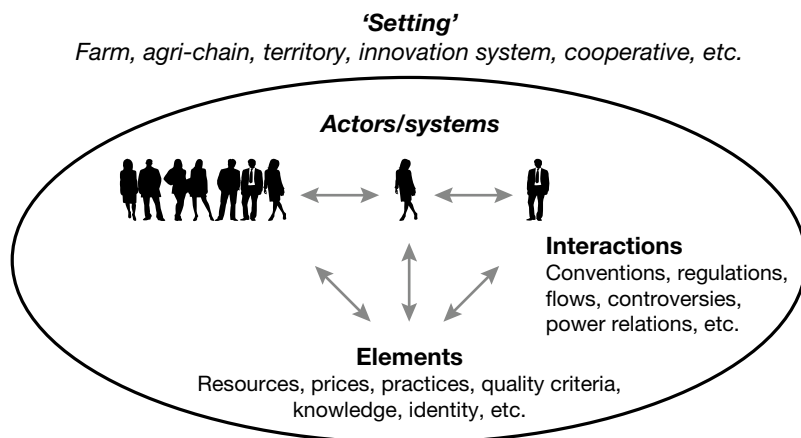 ‘Setting’
Farm, agri-chain, territory, innovation system, cooperative, etc.
Actors/systems
Interactions
Conventions, regulations,
flows, controversies,
power relations, etc.
Elements
Resources, prices, practices, quality criteria,
knowledge, identity, etc.